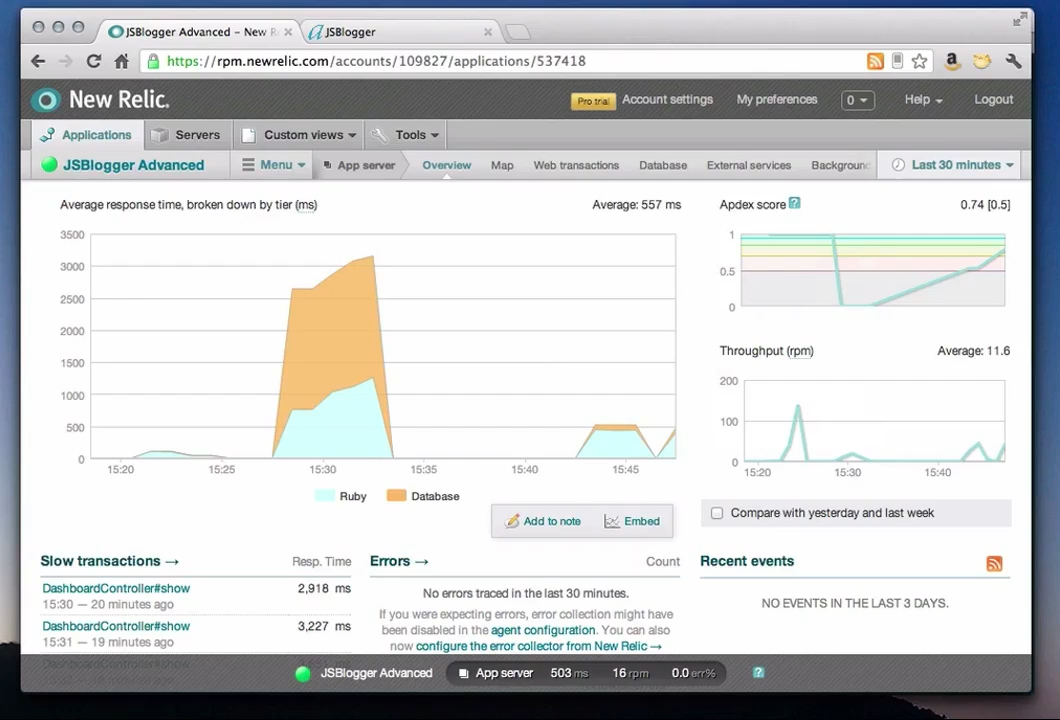 JSBlogger Advanced – New R
JSBlogger
https://rpm.newrelic.com/accounts/109827/applications/537418
New Relic.
Pro trial
Account settings
My preferences
0
Help
Logout
Applications
Servers
Custom views
Tools
JSBlogger Advanced
Menu
App server
Overview
Map
Web transactions
Database
External services
Background
Last 30 minutes
Average response time, broken down by tier (ms)
Average: 557 ms
3500
3000
2500
2000
1500
1000
500
0
15:20
15:25
15:30
15:35
15:40
15:45
Ruby
Database
Add to note
Embed
Apdex score ?
0.74 [0.5]
1
0.5
0
Throughput (rpm)
Average: 11.6
200
100
0
15:20
15:30
15:40
Compare with yesterday and last week
Slow transactions →
Resp. Time
DashboardController#show
2,918 ms
15:30 — 20 minutes ago
DashboardController#show
3,227 ms
15:31 — 19 minutes ago
DashboardController#show
Errors →
Count
No errors traced in the last 30 minutes.
If you were expecting errors, error collection might have
been disabled in the agent configuration. You can also
now configure the error collector from New Relic →
Recent events
NO EVENTS IN THE LAST 3 DAYS.
JSBlogger Advanced
App server
503 ms
16 rpm
0.0 err%
?